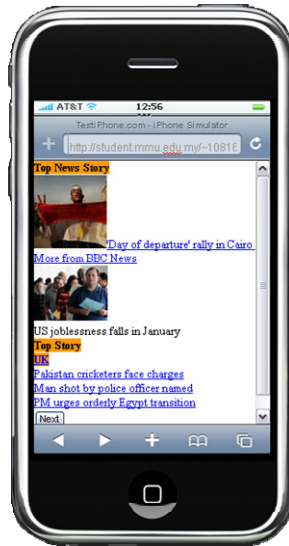 AT&T 12:56
TestiPhone.com - iPhone Simulator
http://student.mmu.edu.my/~10816
Top News Story
'Day of departure' rally in Cairo
More from BBC News
US joblessness falls in January
Top Story
UK
Pakistan cricketers face charges
Man shot by police officer named
PM urges orderly Egypt transition
Next